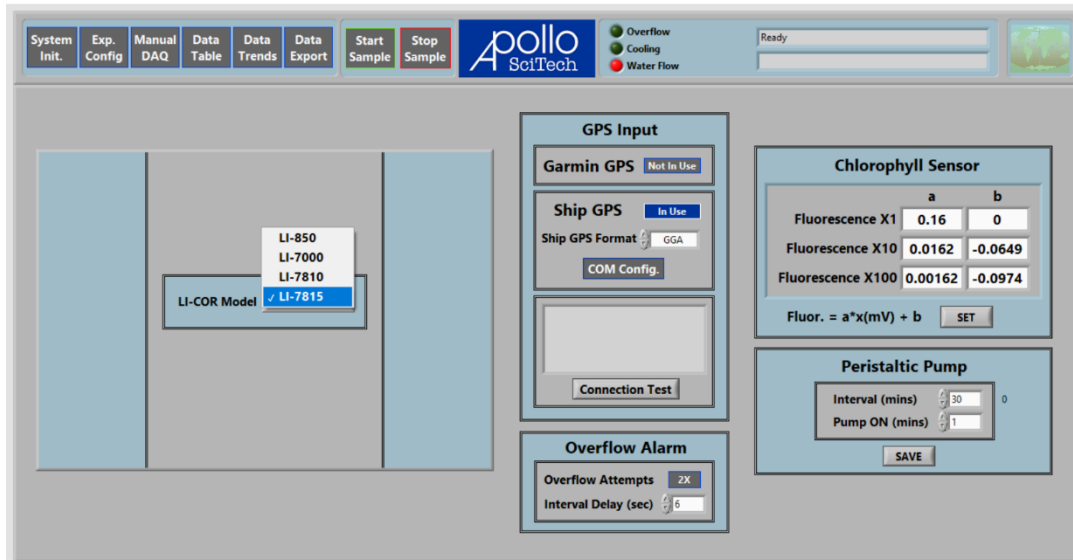 System Init.
Exp. Config
Manual DAQ
Data Table
Data Trends
Data Export
Start Sample
Stop Sample
Apollo
SciTech
Overflow
Cooling
Water Flow
Ready
LI-850
LI-7000
LI-7810
LI-COR Model ✓ LI-7815
GPS Input
Garmin GPS Not In Use
Ship GPS In Use
Ship GPS Format GGA
COM Config.
Connection Test
Overflow Alarm
Overflow Attempts 2X
Interval Delay (sec) 6
Chlorophyll Sensor
a b
Fluorescence X1 0.16 0
Fluorescence X10 0.0162 -0.0649
Fluorescence X100 0.00162 -0.0974
Fluor. = a*x(mV) + b SET
Peristaltic Pump
Interval (mins) 30 0
Pump ON (mins) 1
SAVE